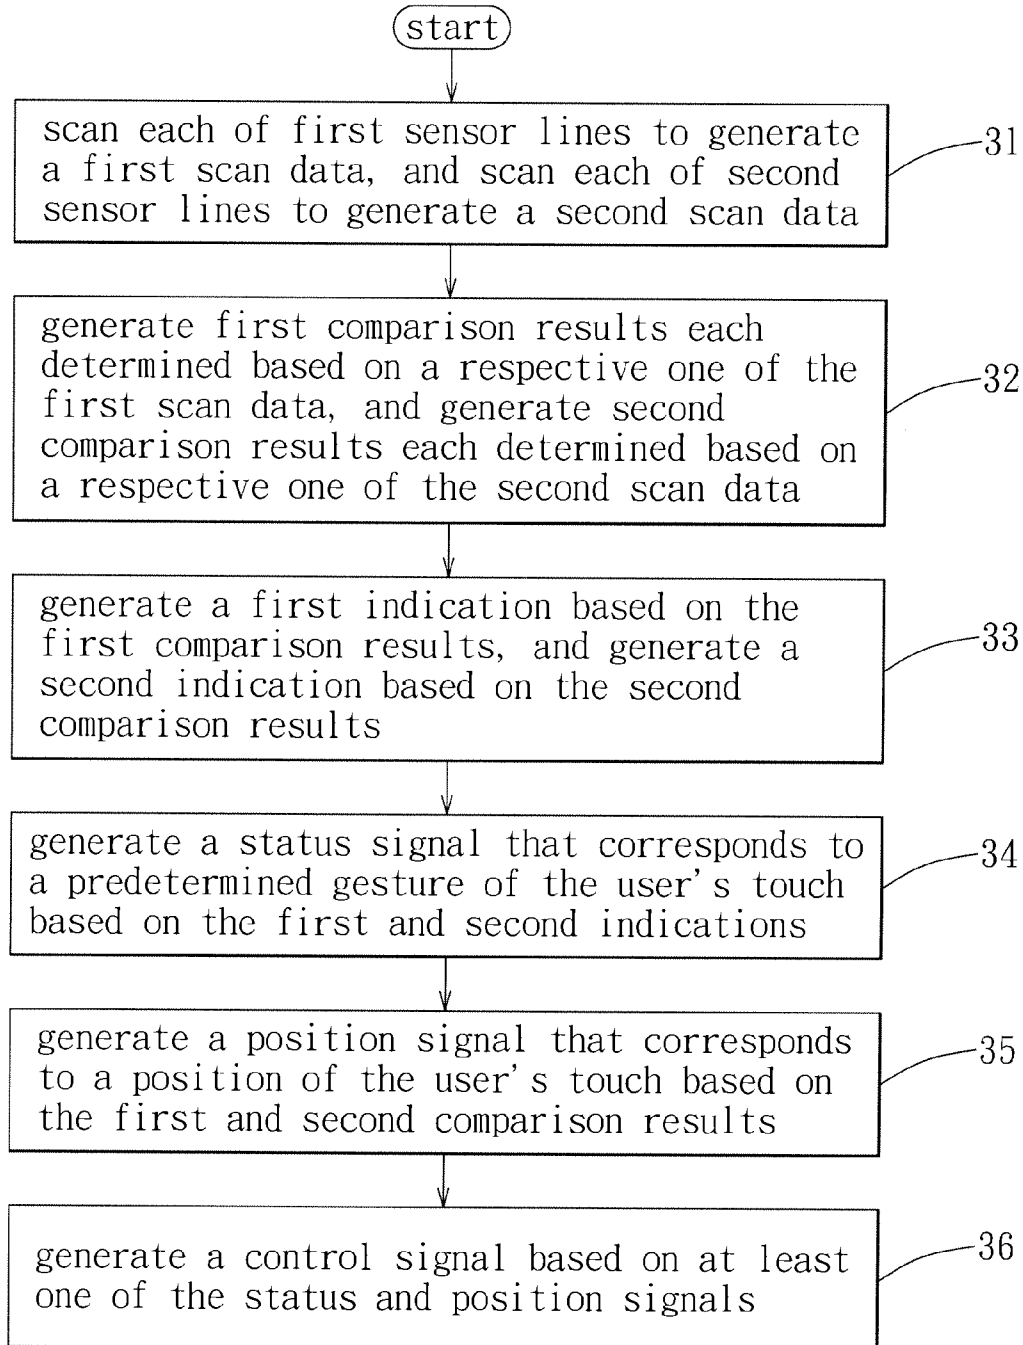 start
scan each of first sensor lines to generate
a first scan data, and scan each of second
sensor lines to generate a second scan data
31
generate first comparison results each
determined based on a respective one of the
first scan data, and generate second
comparison results each determined based on
a respective one of the second scan data
32
generate a first indication based on the
first comparison results, and generate a
second indication based on the second
comparison results
33
generate a status signal that corresponds to
a predetermined gesture of the user's touch
based on the first and second indications
34
generate a position signal that corresponds
to a position of the user's touch based on
the first and second comparison results
35
generate a control signal based on at least
one of the status and position signals
36